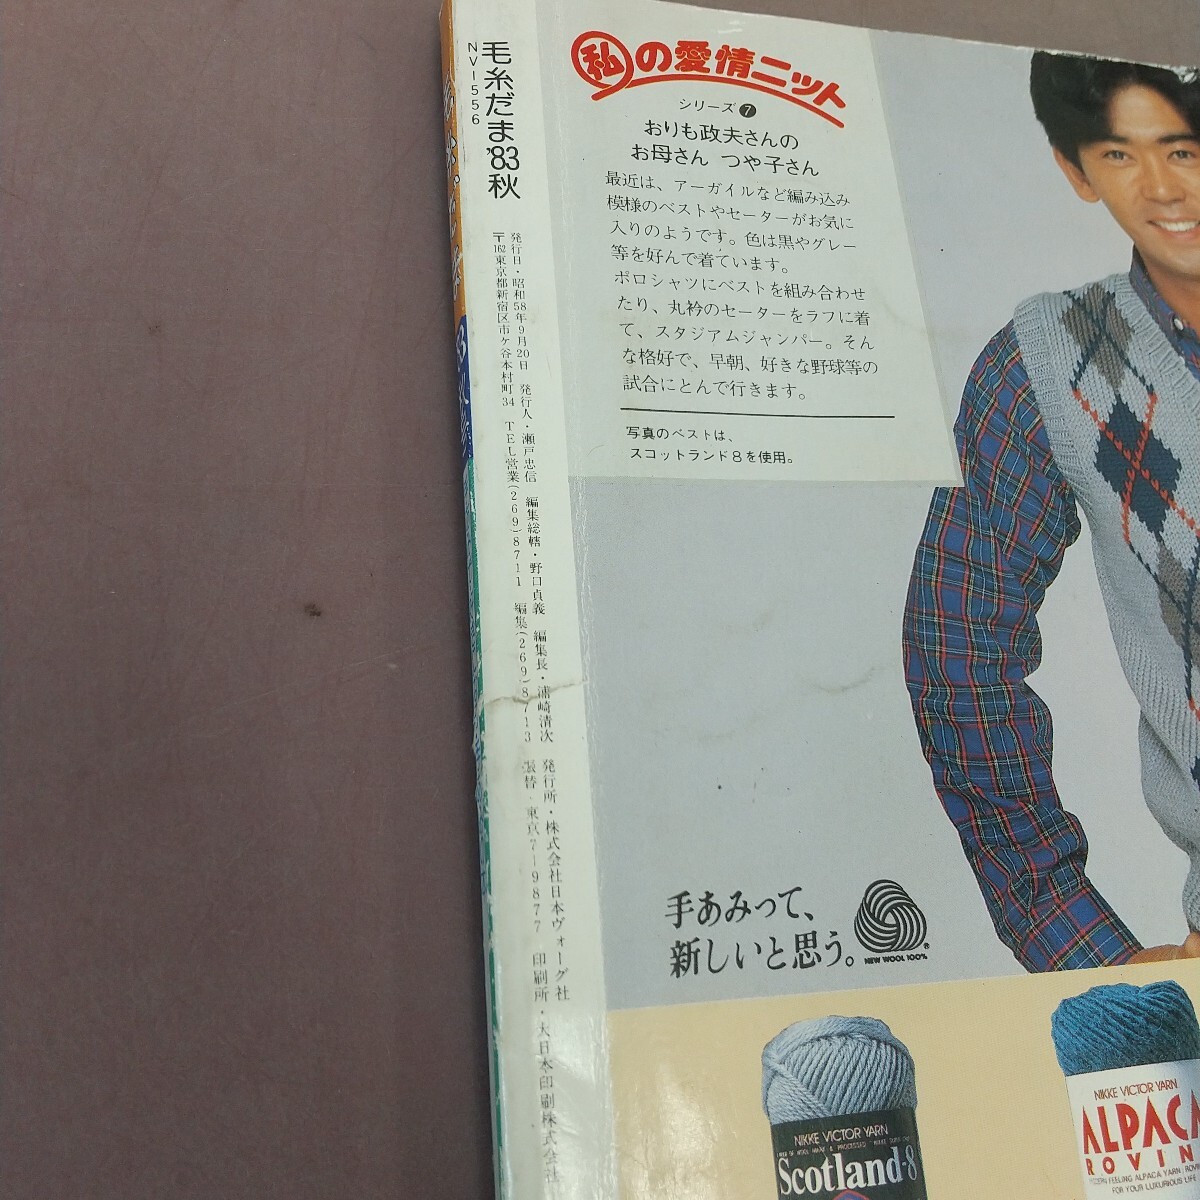 毛糸だま'83秋
NV-556
発行日・昭和58年9月20日 発行人・瀬戸忠信 編集総轄・野口貞義 編集長・浦崎清次 発行所・株式会社日本ヴォーグ社
〒162東京都新宿区市ケ谷本村町34 TEL営業(269)8711 編集(269)8713 振替・東京7-9877 印刷所・大日本印刷株式会社
私の愛情ニット
シリーズ7
おりも政夫さんの
お母さん つや子さん
最近は、アーガイルなど編み込み
模様のベストやセーターがお気に
入りのようです。色は黒やグレー
等を好んで着ています。
ポロシャツにベストを組み合わせ
たり、丸衿のセーターをラフに着
て、スタジアムジャンパー。そん
な格好で、早朝、好きな野球等の
試合にとんで行きます。
写真のベストは、
スコットランド8を使用。
手あみって、
新しいと思う。
NEW WOOL 100%
NIKKE VICTOR YARN
Scotland-8
NIKKE VICTOR YARN
ALPACA
ROVIN
FEELING ALPACA YARN
FOR YOUR LUXURIOUS